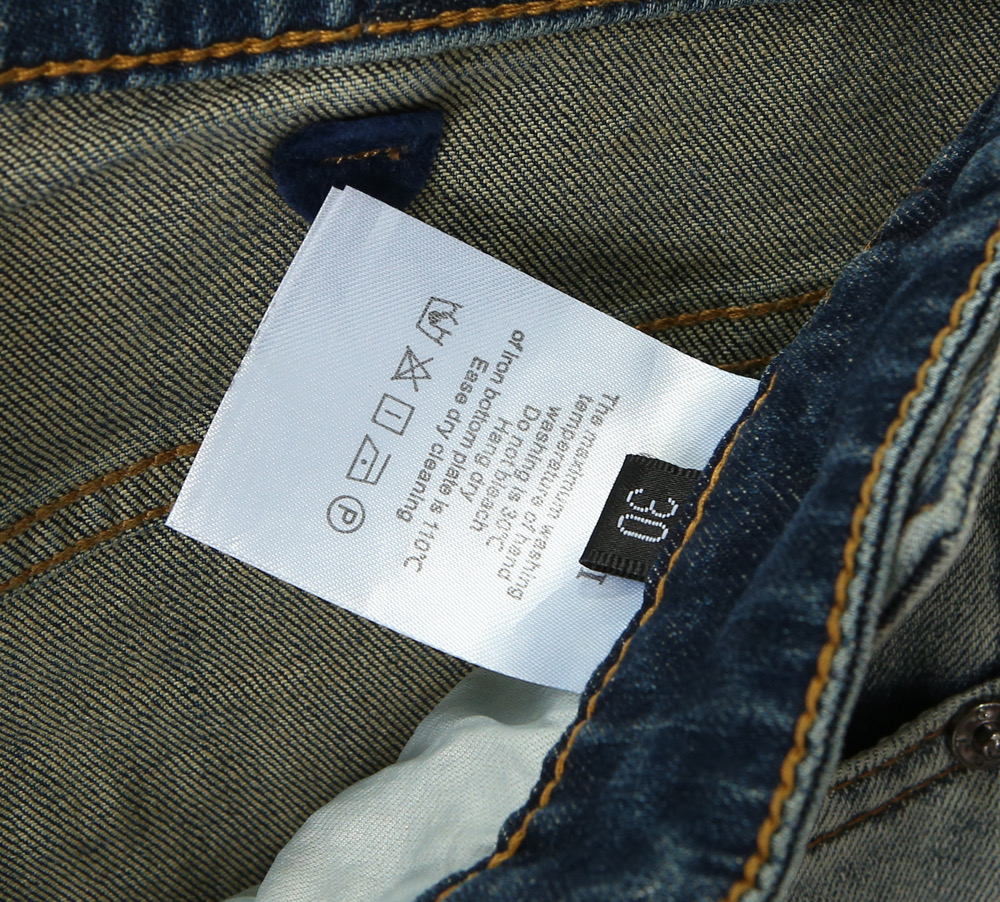 The maximum washing
temperature of hand
washing is 30℃
Do not bleach
Hang dry
of iron bottom plate is 110℃
Ease dry cleaning
P
30